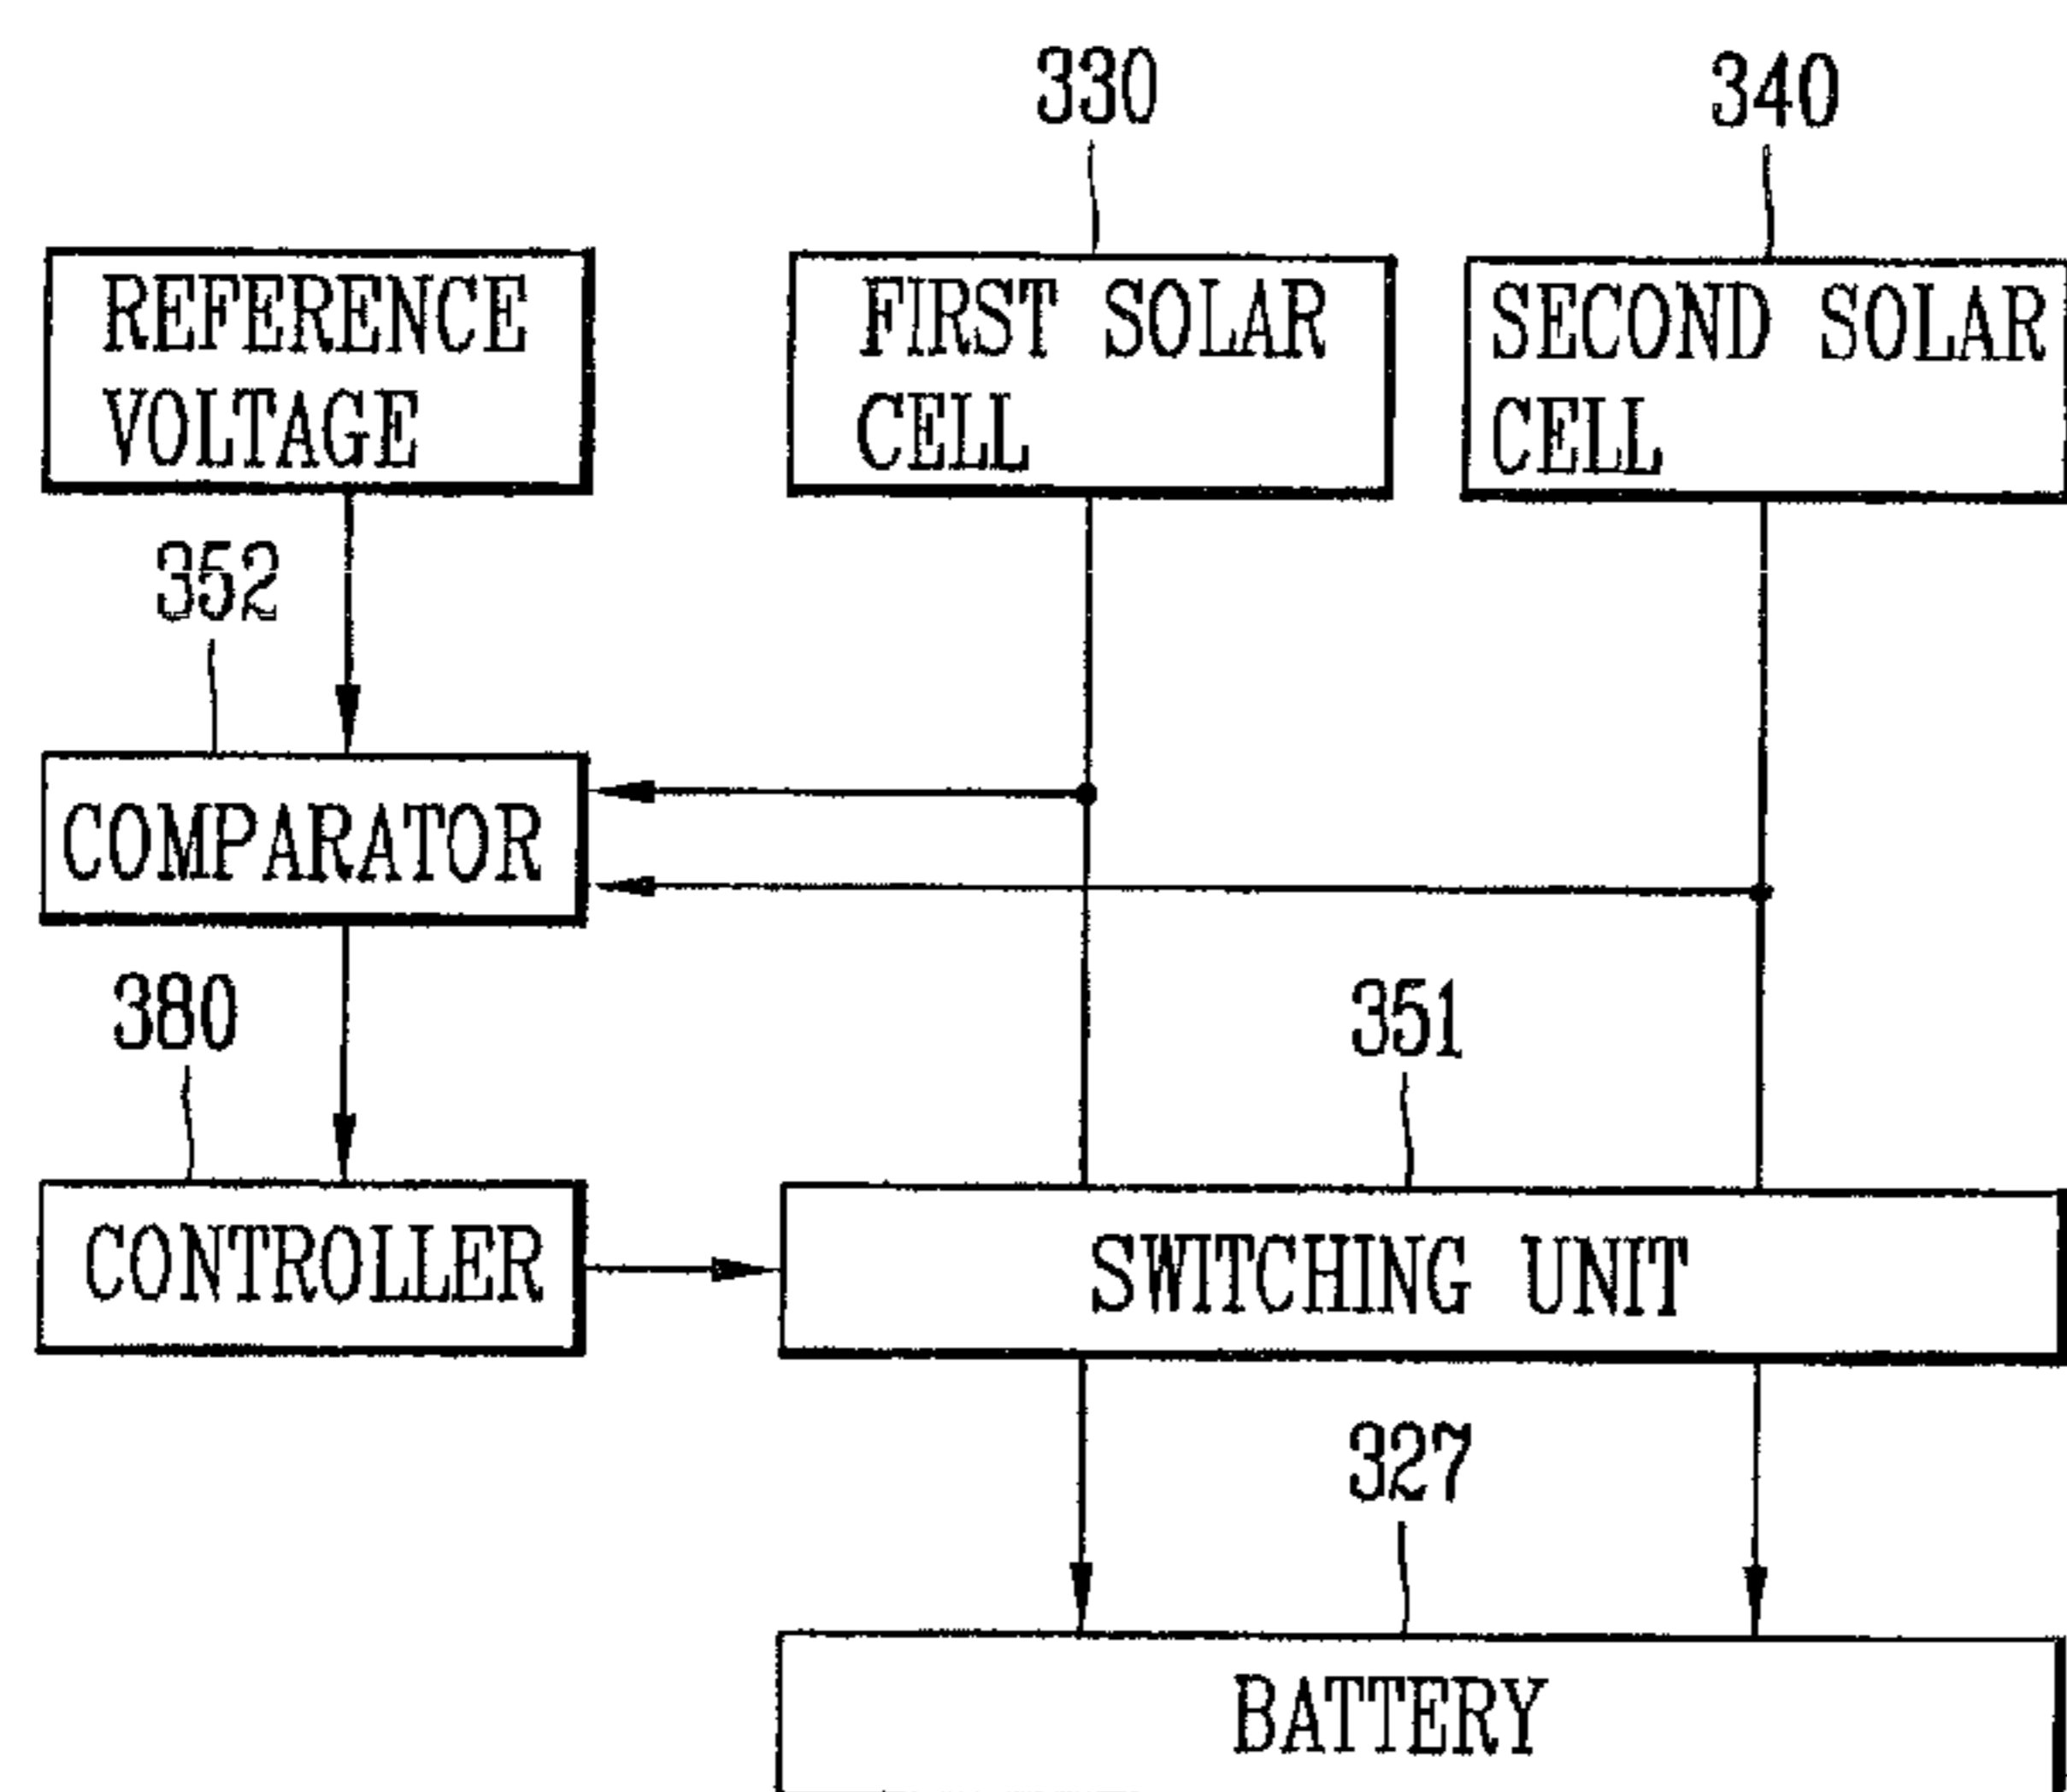 330
340
REFERENCE
VOLTAGE
FIRST SOLAR
CELL
SECOND SOLAR
CELL
352
COMPARATOR
380
351
CONTROLLER
SWITCHING UNIT
327
BATTERY